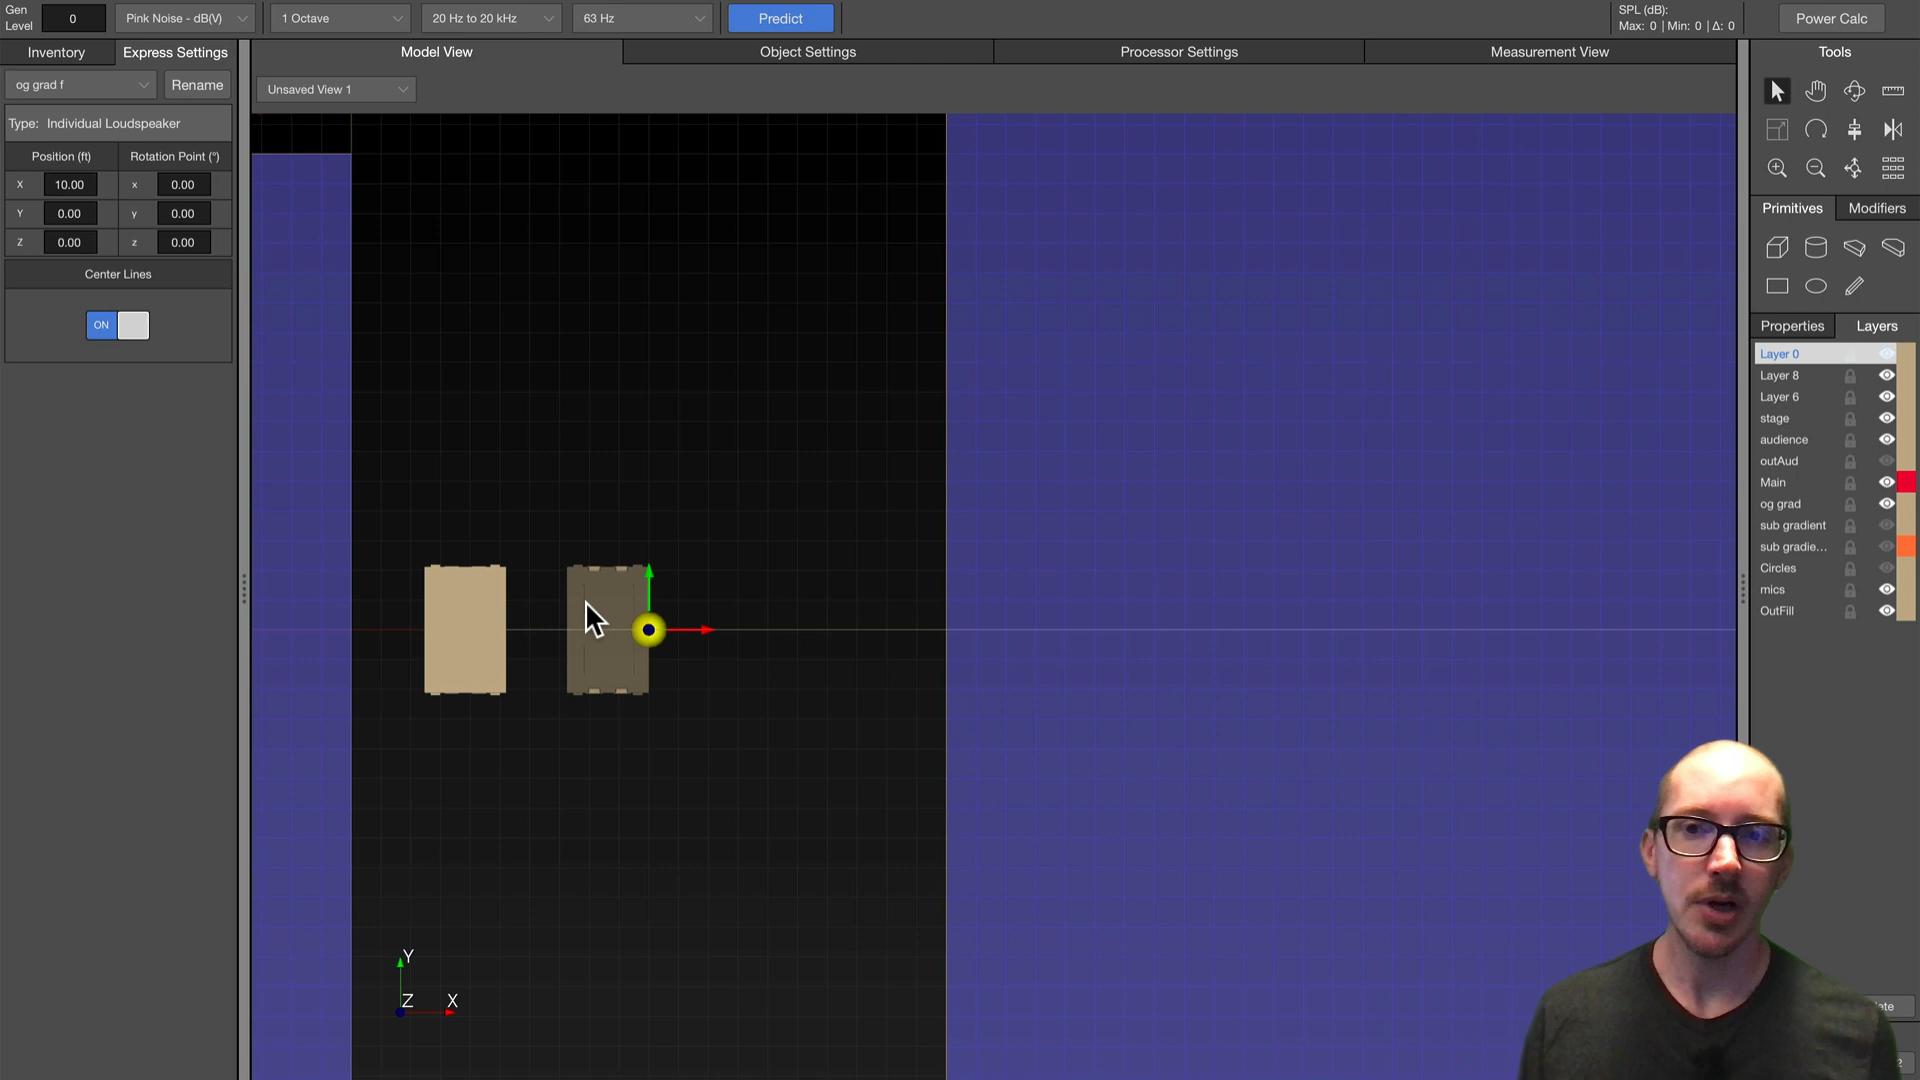 Gen
Level
0
Pink Noise - dB(V)
1 Octave
20 Hz to 20 kHz
63 Hz
Predict
SPL (dB):
Max: 0 | Min: 0 | Δ: 0
Power Calc
Inventory
Express Settings
Model View
Object Settings
Processor Settings
Measurement View
Tools
og grad f
Rename
Unsaved View 1
Type: Individual Loudspeaker
Position (ft)
Rotation Point (°)
X 10.00 x 0.00
Y 0.00 y 0.00
Z 0.00 z 0.00
Center Lines
ON
Primitives
Modifiers
Properties
Layers
Layer 0
Layer 8
Layer 6
stage
audience
outAud
Main
og grad
sub gradient
sub gradie...
Circles
mics
OutFill
Y
Z
X